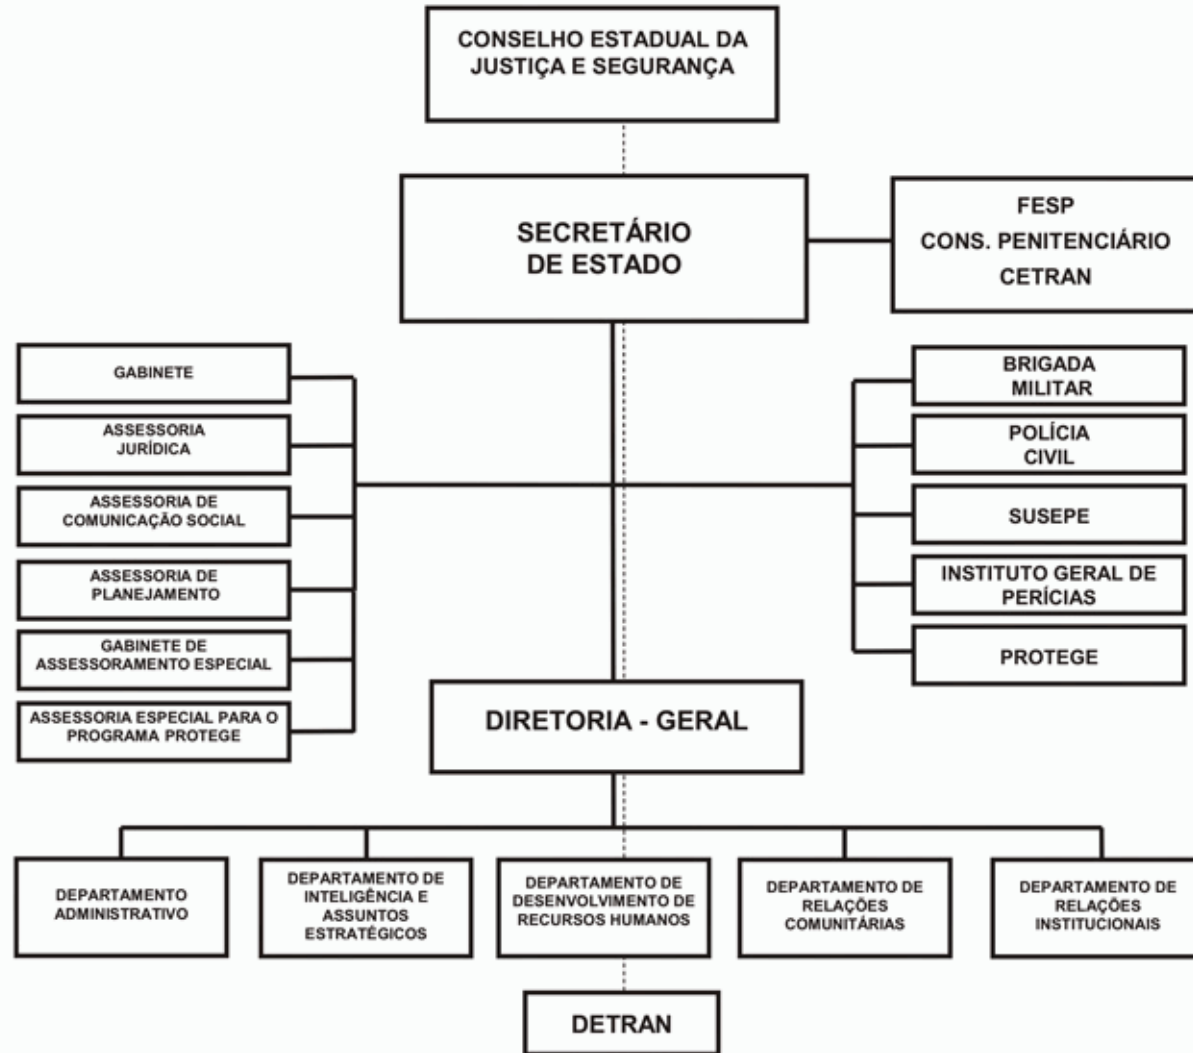 CONSELHO ESTADUAL DA
JUSTIÇA E SEGURANÇA
SECRETÁRIO
DE ESTADO
FESP
CONS. PENITENCIÁRIO
CETRAN
GABINETE
ASSESSORIA
JURÍDICA
ASSESSORIA DE
COMUNICAÇÃO SOCIAL
ASSESSORIA DE
PLANEJAMENTO
GABINETE DE
ASSESSORAMENTO ESPECIAL
ASSESSORIA ESPECIAL PARA O
PROGRAMA PROTEGE
BRIGADA
MILITAR
POLÍCIA
CIVIL
SUSEPE
INSTITUTO GERAL DE
PERÍCIAS
PROTEGE
DIRETORIA - GERAL
DEPARTAMENTO
ADMINISTRATIVO
DEPARTAMENTO DE
INTELIGÊNCIA E
ASSUNTOS
ESTRATÉGICOS
DEPARTAMENTO DE
DESENVOLVIMENTO DE
RECURSOS HUMANOS
DEPARTAMENTO DE
RELAÇÕES
COMUNITÁRIAS
DEPARTAMENTO DE
RELAÇÕES
INSTITUCIONAIS
DETRAN